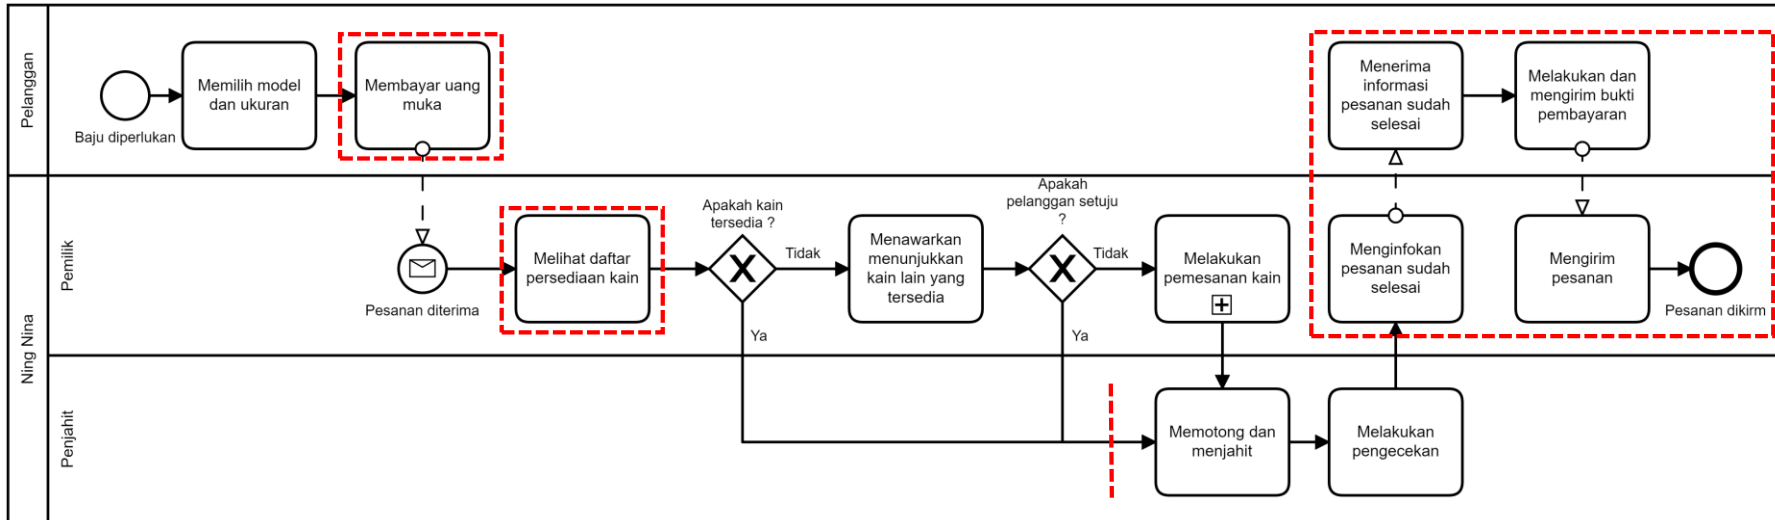 Pelanggan
Baju diperlukan
Memilih model
dan ukuran
Membayar uang
muka
Menerima
informasi
pesanan sudah
selesai
Melakukan dan
mengirim bukti
pembayaran
Ning Nina
Pemilik
Pesanan diterima
Melihat daftar
persediaan kain
Apakah kain
tersedia ?
Tidak
Ya
Menawarkan
menunjukkan
kain lain yang
tersedia
Apakah
pelanggan setuju
?
Tidak
Ya
Melakukan
pemesanan kain
Menginfokan
pesanan sudah
selesai
Mengirim
pesanan
Pesanan dikirm
Penjahit
Memotong dan
menjahit
Melakukan
pengecekan